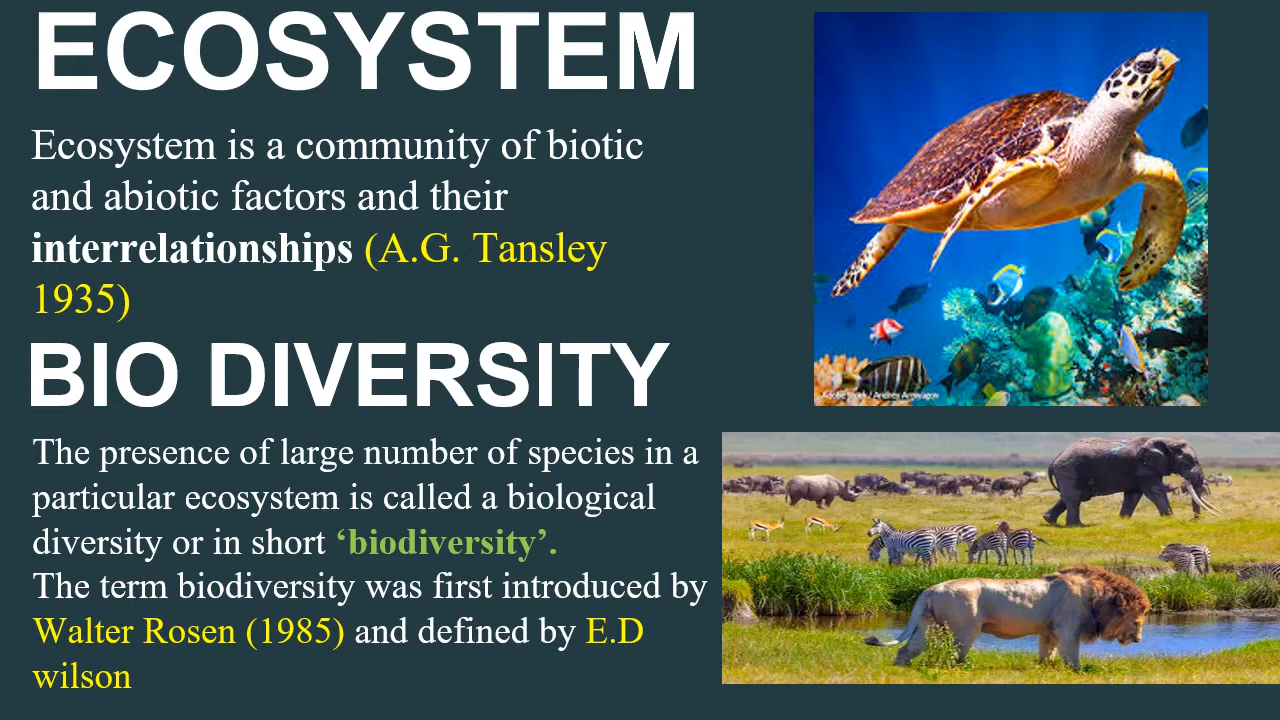 ECOSYSTEM
Ecosystem is a community of biotic
and abiotic factors and their
interrelationships (A.G. Tansley
1935)
BIO DIVERSITY
The presence of large number of species in a
particular ecosystem is called a biological
diversity or in short ‘biodiversity’.
The term biodiversity was first introduced by
Walter Rosen (1985) and defined by E.D
wilson